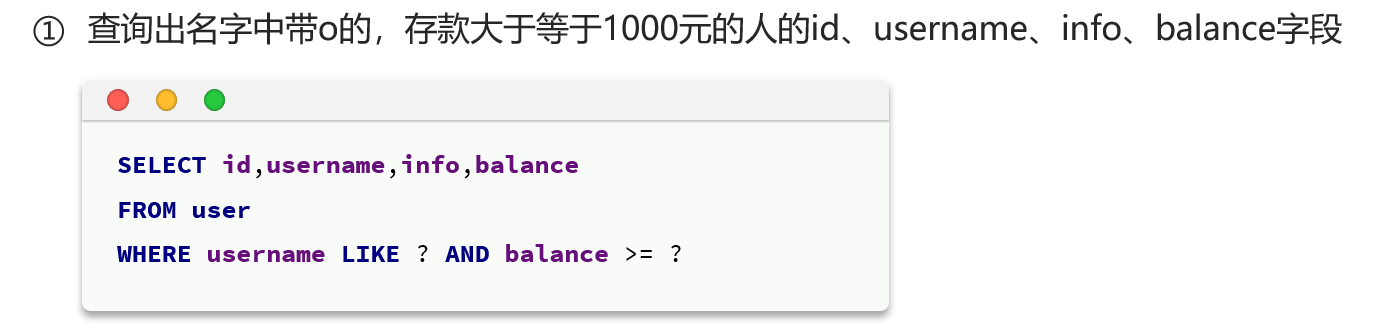 ① 查询出名字中带o的，存款大于等于1000元的人的id、username、info、balance字段
SELECT id,username,info,balance
FROM user
WHERE username LIKE ? AND balance >= ?